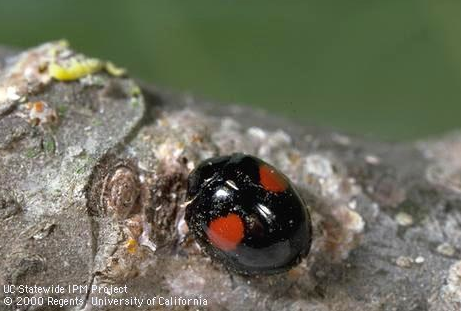 UC Statewide IPM Project
© 2000 Regents, University of California